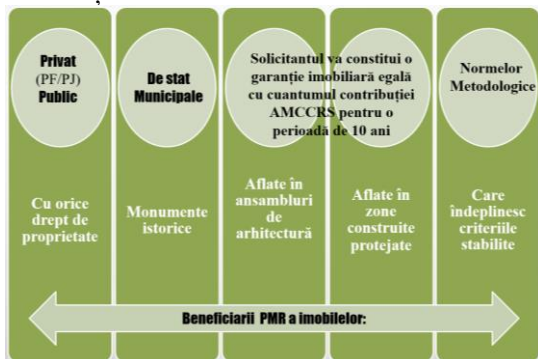 Privat
(PF/PJ)
Public
De stat
Municipale
Solicitantul va constitui o
garanție imobiliară egală
cu cuantumul contribuției
AMCCRS pentru o
perioadă de 10 ani
Normelor
Metodologice
Cu orice
drept de
proprietate
Monumente
istorice
Aflate în
ansambluri
de
arhitectură
Aflate în
zone
construite
protejate
Care
îndeplinesc
criteriile
stabilite
Beneficiarii PMR a imobilelor: